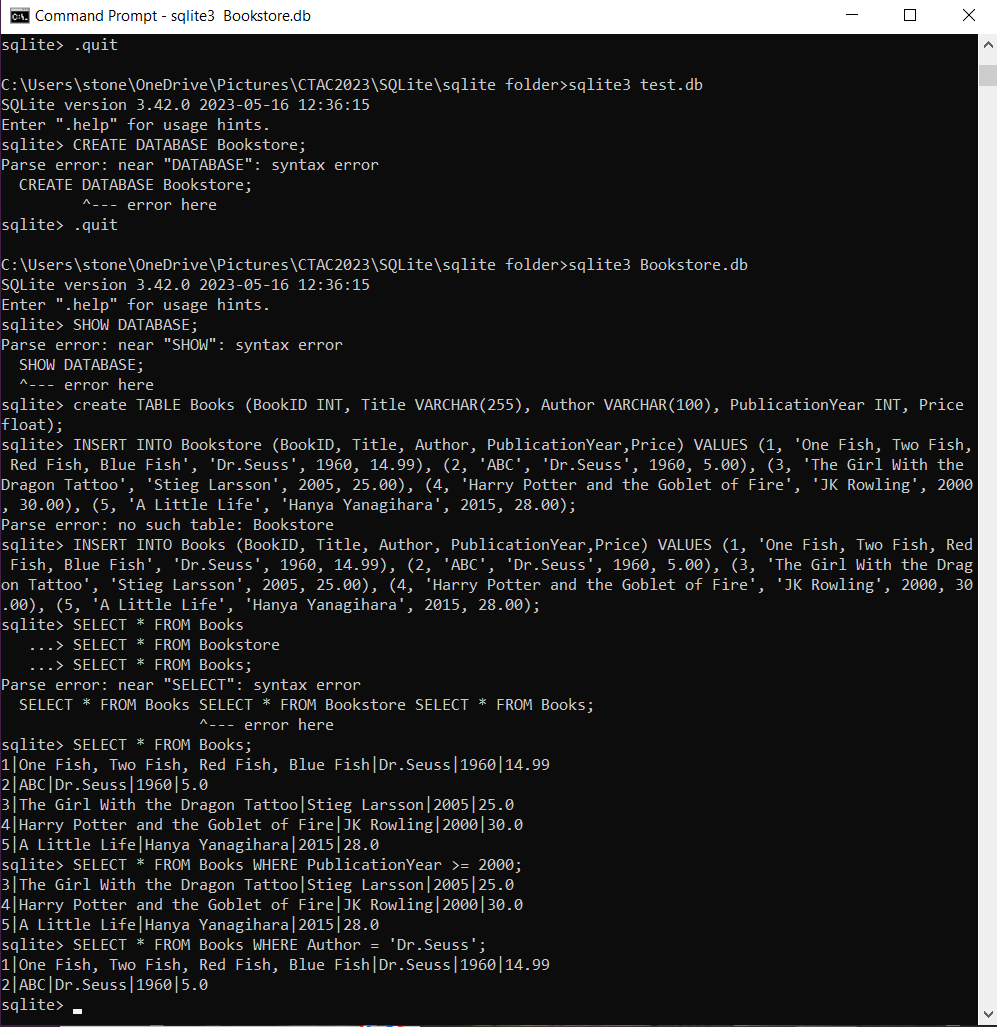 Command Prompt - sqlite3  Bookstore.db
sqlite> .quit
C:\Users\stone\OneDrive\Pictures\CTAC2023\SQLite\sqlite folder>sqlite3 test.db
SQLite version 3.42.0 2023-05-16 12:36:15
Enter ".help" for usage hints.
sqlite> CREATE DATABASE Bookstore;
Parse error: near "DATABASE": syntax error
  CREATE DATABASE Bookstore;
         ^--- error here
sqlite> .quit
C:\Users\stone\OneDrive\Pictures\CTAC2023\SQLite\sqlite folder>sqlite3 Bookstore.db
SQLite version 3.42.0 2023-05-16 12:36:15
Enter ".help" for usage hints.
sqlite> SHOW DATABASE;
Parse error: near "SHOW": syntax error
  SHOW DATABASE;
  ^--- error here
sqlite> create TABLE Books (BookID INT, Title VARCHAR(255), Author VARCHAR(100), PublicationYear INT, Price
float);
sqlite> INSERT INTO Bookstore (BookID, Title, Author, PublicationYear,Price) VALUES (1, 'One Fish, Two Fish,
 Red Fish, Blue Fish', 'Dr.Seuss', 1960, 14.99), (2, 'ABC', 'Dr.Seuss', 1960, 5.00), (3, 'The Girl With the
Dragon Tattoo', 'Stieg Larsson', 2005, 25.00), (4, 'Harry Potter and the Goblet of Fire', 'JK Rowling', 2000
, 30.00), (5, 'A Little Life', 'Hanya Yanagihara', 2015, 28.00);
Parse error: no such table: Bookstore
sqlite> INSERT INTO Books (BookID, Title, Author, PublicationYear,Price) VALUES (1, 'One Fish, Two Fish, Red
 Fish, Blue Fish', 'Dr.Seuss', 1960, 14.99), (2, 'ABC', 'Dr.Seuss', 1960, 5.00), (3, 'The Girl With the Drag
on Tattoo', 'Stieg Larsson', 2005, 25.00), (4, 'Harry Potter and the Goblet of Fire', 'JK Rowling', 2000, 30
.00), (5, 'A Little Life', 'Hanya Yanagihara', 2015, 28.00);
sqlite> SELECT * FROM Books
   ...> SELECT * FROM Bookstore
   ...> SELECT * FROM Books;
Parse error: near "SELECT": syntax error
  SELECT * FROM Books SELECT * FROM Bookstore SELECT * FROM Books;
                      ^--- error here
sqlite> SELECT * FROM Books;
1|One Fish, Two Fish, Red Fish, Blue Fish|Dr.Seuss|1960|14.99
2|ABC|Dr.Seuss|1960|5.0
3|The Girl With the Dragon Tattoo|Stieg Larsson|2005|25.0
4|Harry Potter and the Goblet of Fire|JK Rowling|2000|30.0
5|A Little Life|Hanya Yanagihara|2015|28.0
sqlite> SELECT * FROM Books WHERE PublicationYear >= 2000;
3|The Girl With the Dragon Tattoo|Stieg Larsson|2005|25.0
4|Harry Potter and the Goblet of Fire|JK Rowling|2000|30.0
5|A Little Life|Hanya Yanagihara|2015|28.0
sqlite> SELECT * FROM Books WHERE Author = 'Dr.Seuss';
1|One Fish, Two Fish, Red Fish, Blue Fish|Dr.Seuss|1960|14.99
2|ABC|Dr.Seuss|1960|5.0
sqlite>